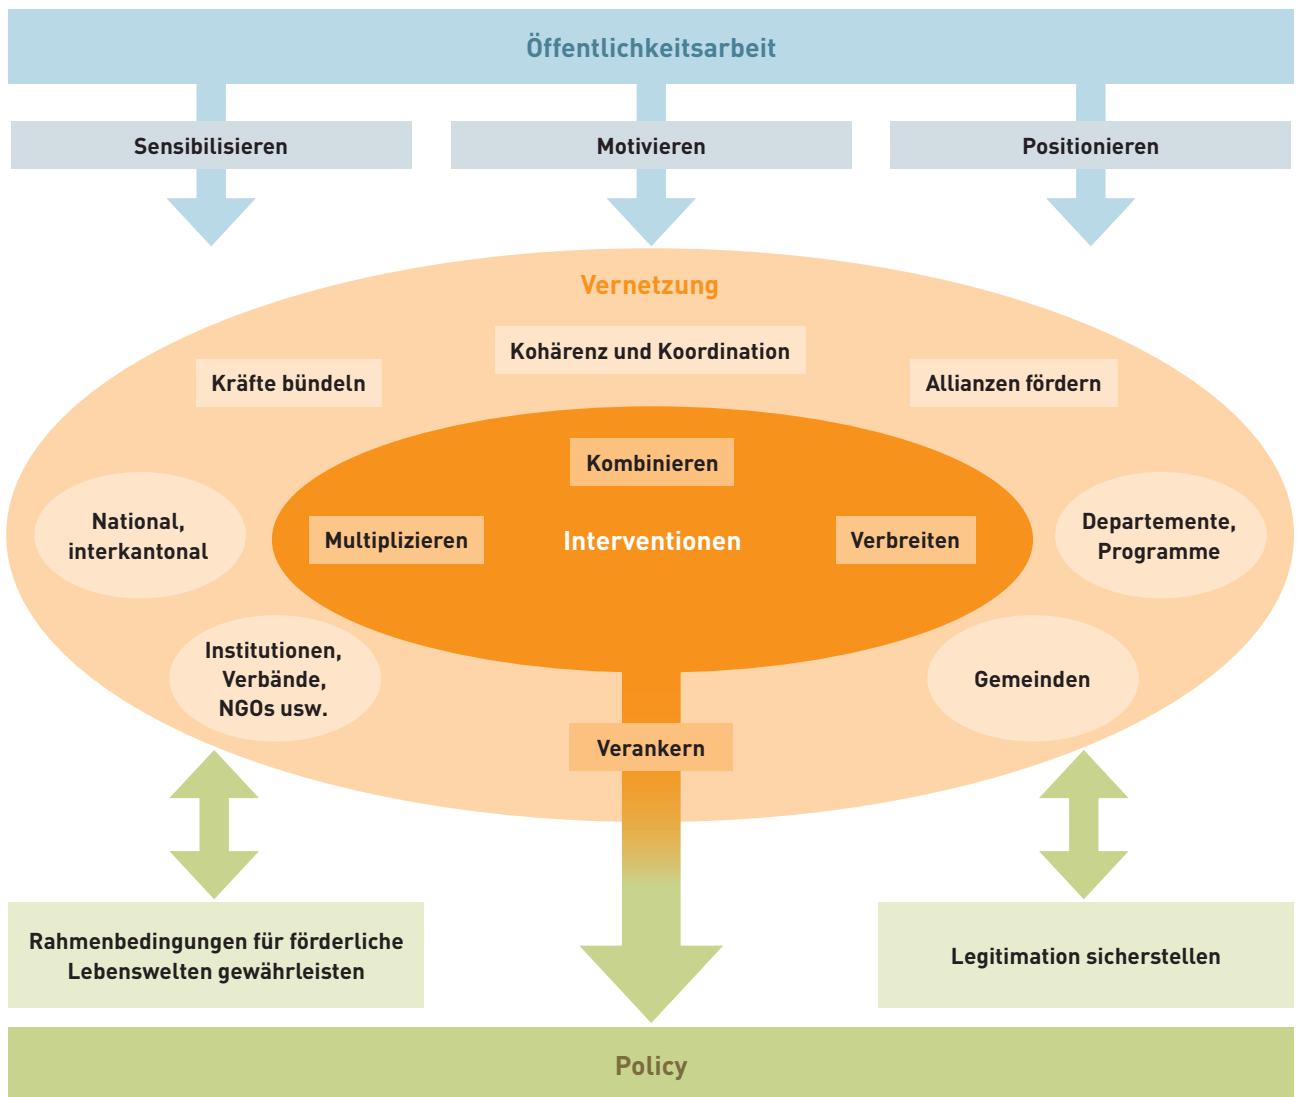 Öffentlichkeitsarbeit
Sensibilisieren
Motivieren
Positionieren
Vernetzung
Kohärenz und Koordination
Kräfte bündeln
Allianzen fördern
Kombinieren
National,
interkantonal
Multiplizieren
Interventionen
Verbreiten
Departemente,
Programme
Institutionen,
Verbände,
NGOs usw.
Gemeinden
Verankern
Rahmenbedingungen für förderliche
Lebenswelten gewährleisten
Legitimation sicherstellen
Policy